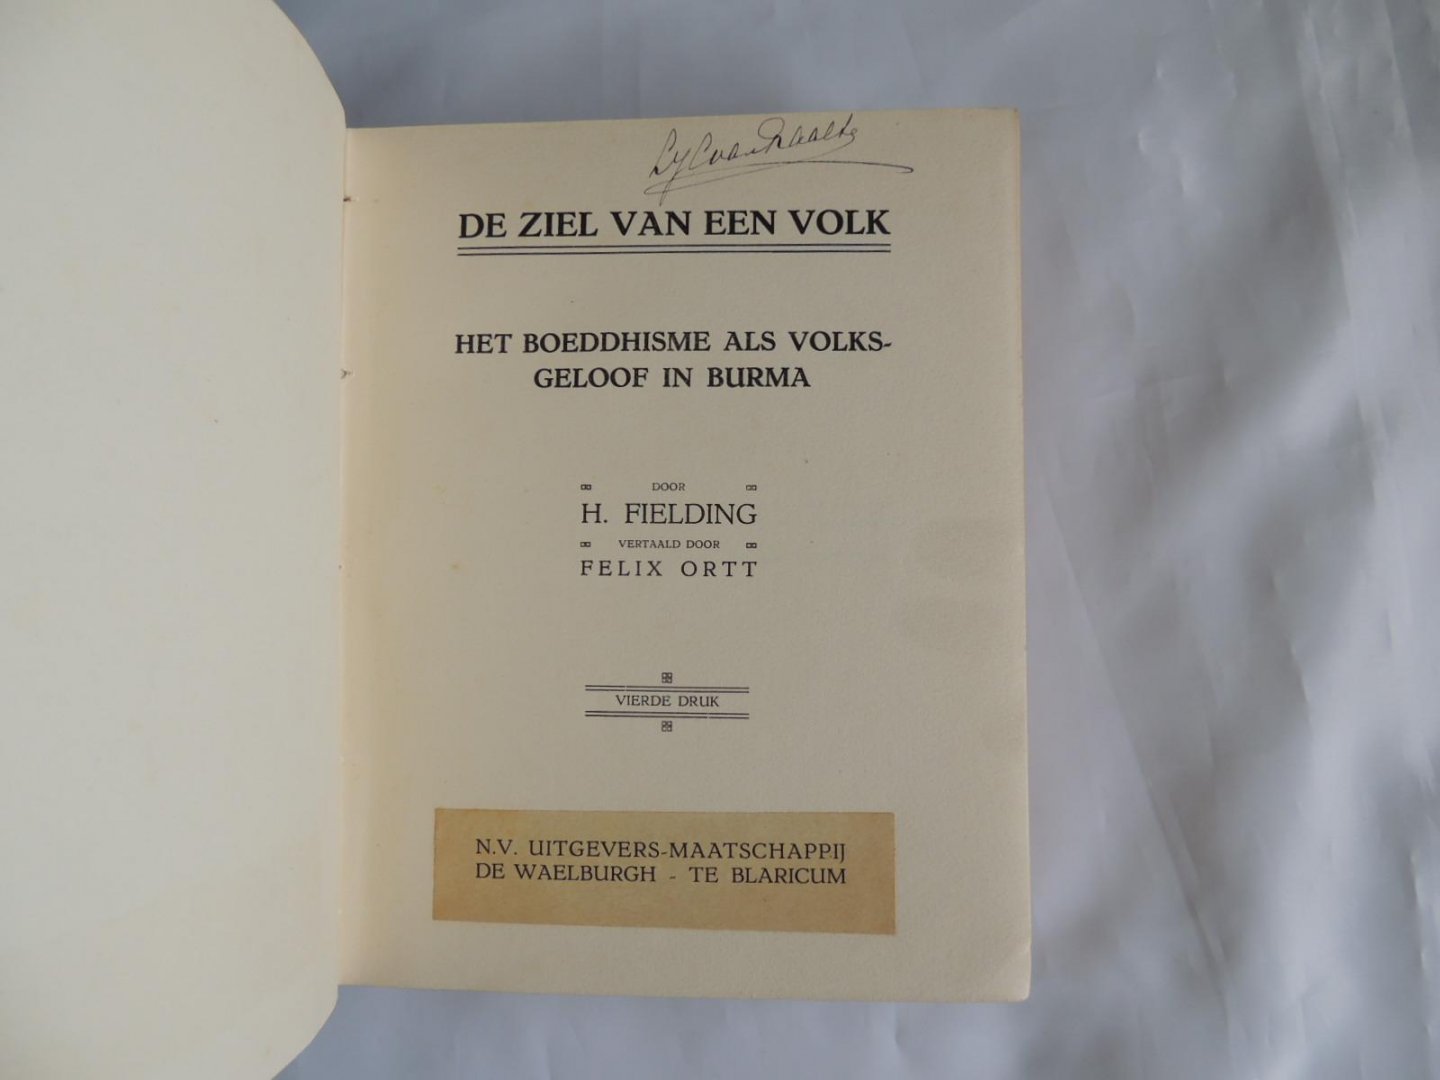 DE ZIEL VAN EEN VOLK
HET BOEDDHISME ALS VOLKS-
GELOOF IN BURMA
DOOR
H. FIELDING
VERTAALD DOOR
FELIX ORTT
VIERDE DRUK
N.V. UITGEVERS-MAATSCHAPPIJ
DE WAELBURGH - TE BLARICUM